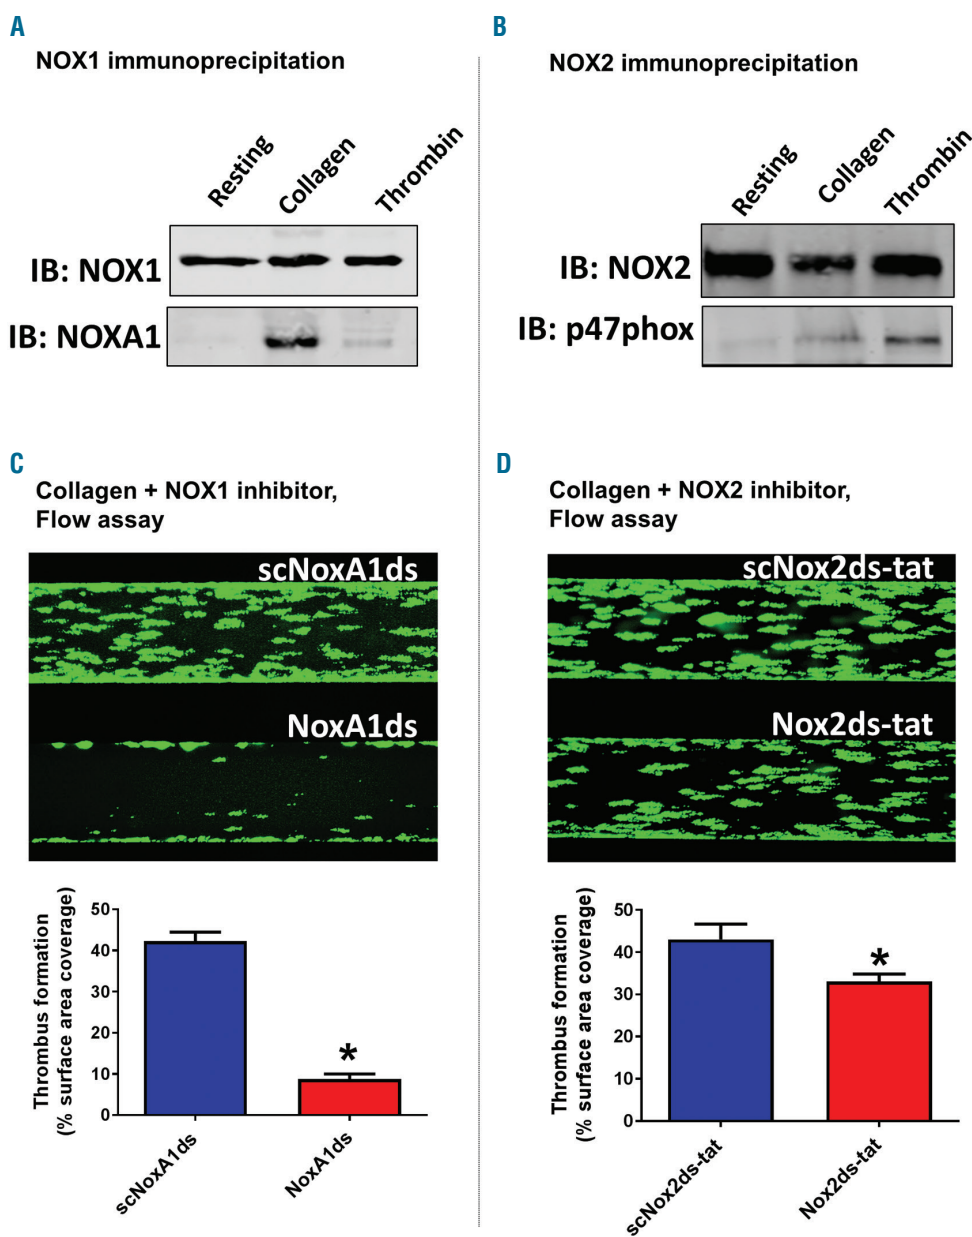 A
NOX1 immunoprecipitation
Resting
Collagen
Thrombin
IB: NOX1
IB: NOXA1
B
NOX2 immunoprecipitation
Resting
Collagen
Thrombin
IB: NOX2
IB: p47phox
C
Collagen + NOX1 inhibitor,
Flow assay
scNoxA1ds
NoxA1ds
Thrombus formation
(% surface area coverage)
50
40
30
20
10
0
*
scNoxA1ds
NoxA1ds
D
Collagen + NOX2 inhibitor,
Flow assay
scNox2ds-tat
Nox2ds-tat
Thrombus formation
(% surface area coverage)
50
40
30
20
10
0
*
scNox2ds-tat
Nox2ds-tat